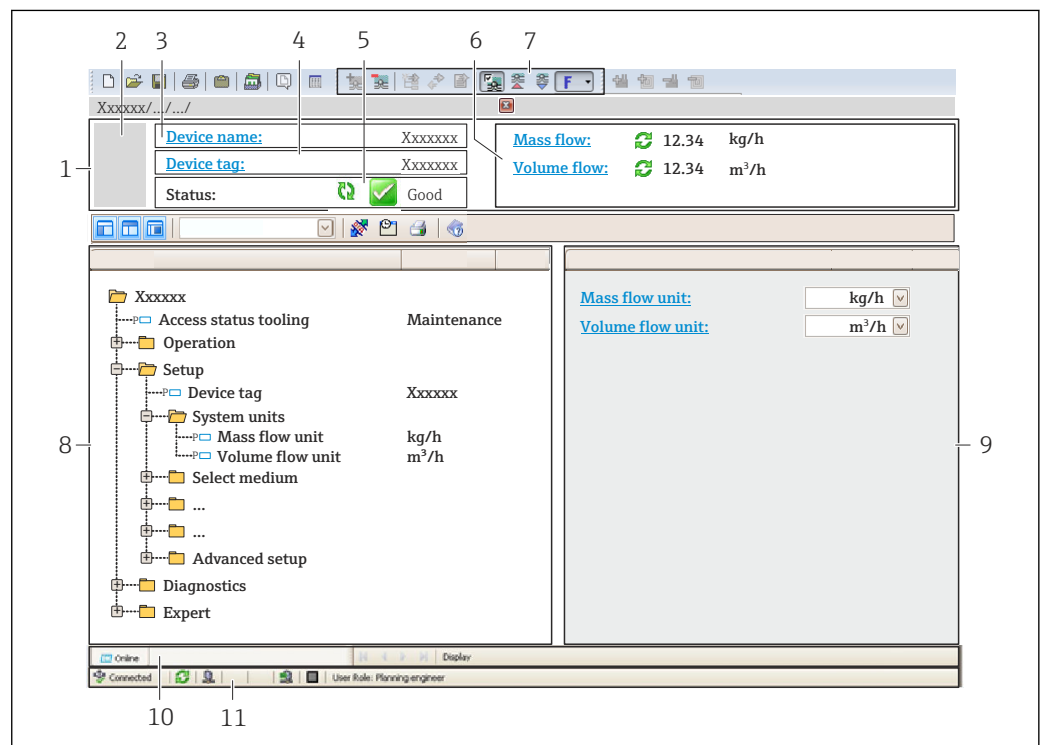 2 3 4 5 6 7
F
Xxxxxx/.../.../
1
Device name: Xxxxxxx
Device tag: Xxxxxxx
Status: Good
Mass flow: 12.34 kg/h
Volume flow: 12.34 m³/h
Xxxxxx
P Access status tooling Maintenance
Operation
Setup
P Device tag Xxxxxx
System units
P Mass flow unit kg/h
P Volume flow unit m³/h
Select medium
...
...
Advanced setup
Diagnostics
Expert
8
Mass flow unit: kg/h
Volume flow unit: m³/h
9
Online Display
Connected User Role: Planning engineer
10 11